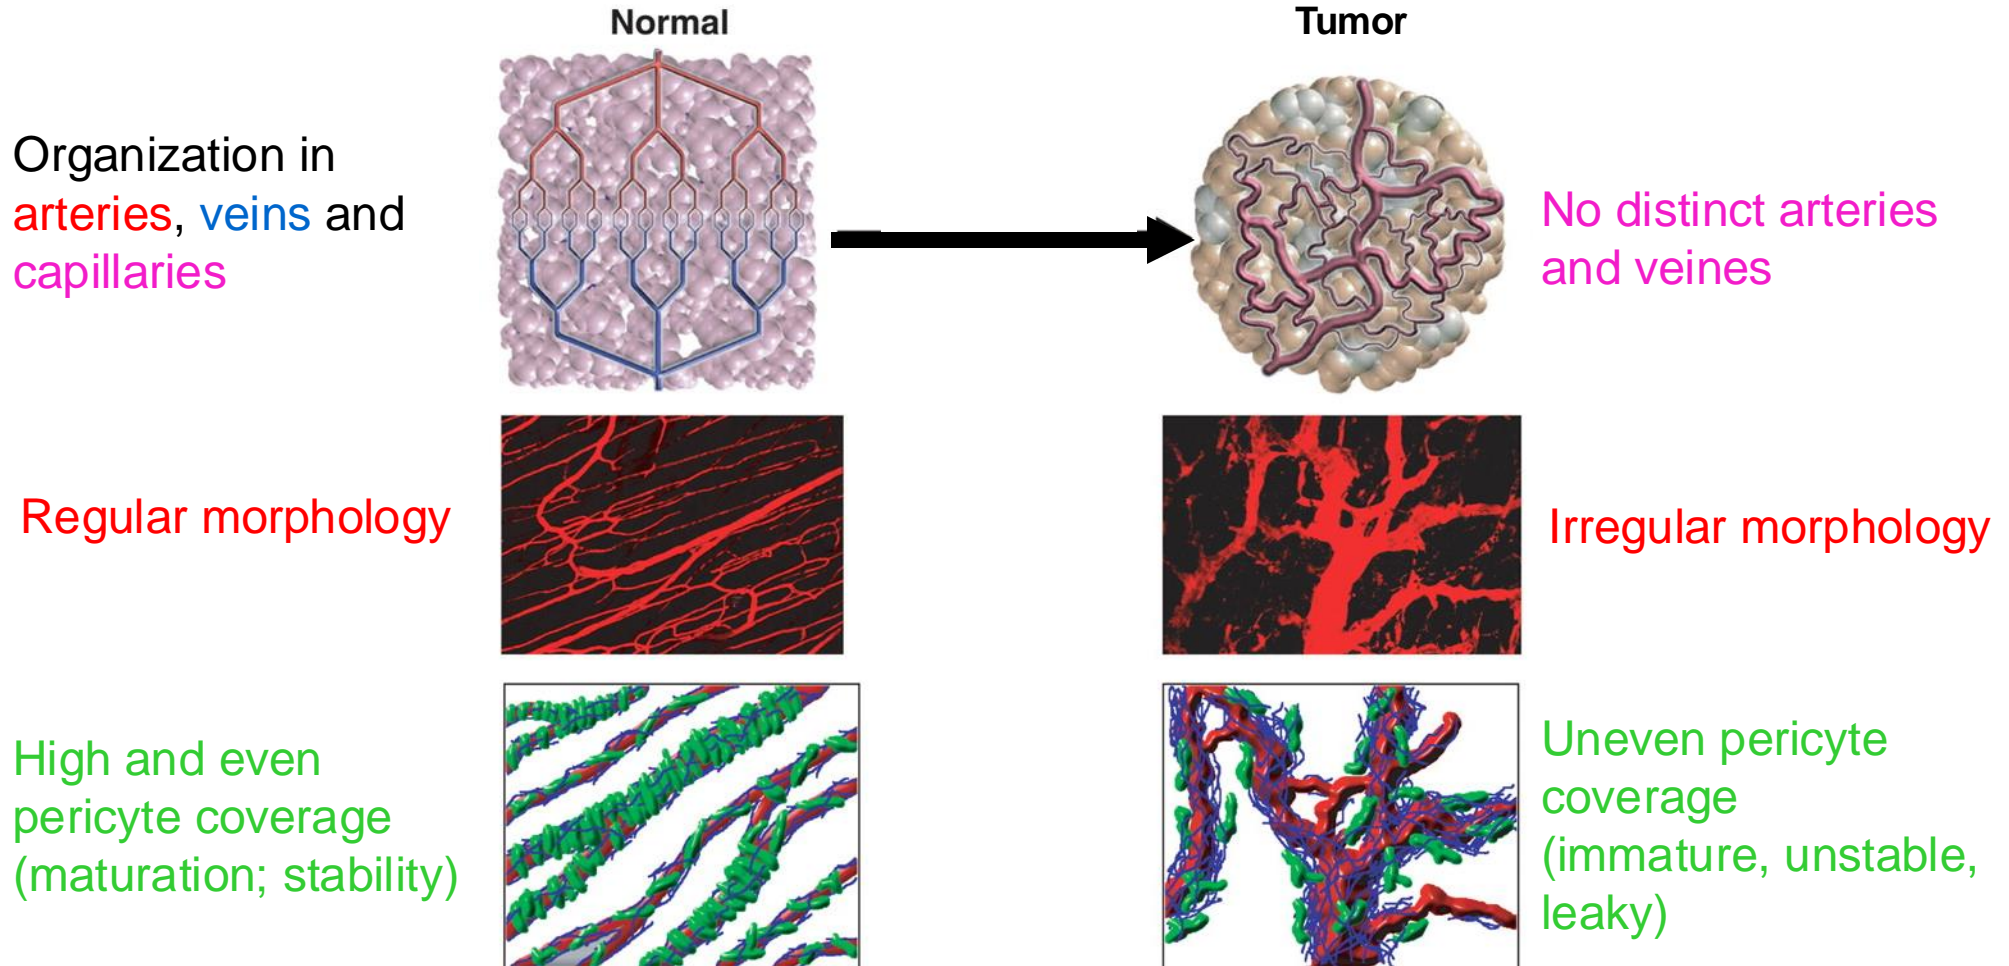 Normal
Tumor
Organization in
arteries, veins and
capillaries
No distinct arteries
and veines
Regular morphology
Irregular morphology
High and even
pericyte coverage
(maturation; stability)
Uneven pericyte
coverage
(immature, unstable,
leaky)